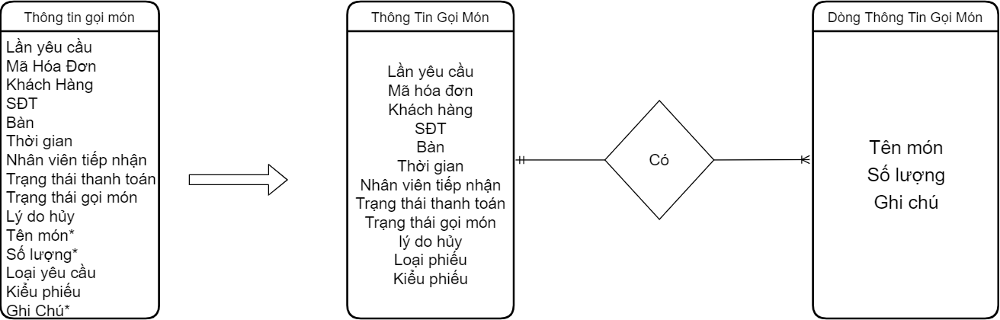 Thông tin gọi món
Lần yêu cầu
Mã Hóa Đơn
Khách Hàng
SĐT
Bàn
Thời gian
Nhân viên tiếp nhận
Trạng thái thanh toán
Trạng thái gọi món
Lý do hủy
Tên món*
Số lượng*
Loại yêu cầu
Kiểu phiếu
Ghi Chú*
Thông Tin Gọi Món
Lần yêu cầu
Mã hóa đơn
Khách hàng
SĐT
Bàn
Thời gian
Nhân viên tiếp nhận
Trạng thái thanh toán
Trạng thái gọi món
lý do hủy
Loại phiếu
Kiểu phiếu
Có
Dòng Thông Tin Gọi Món
Tên món
Số lượng
Ghi chú